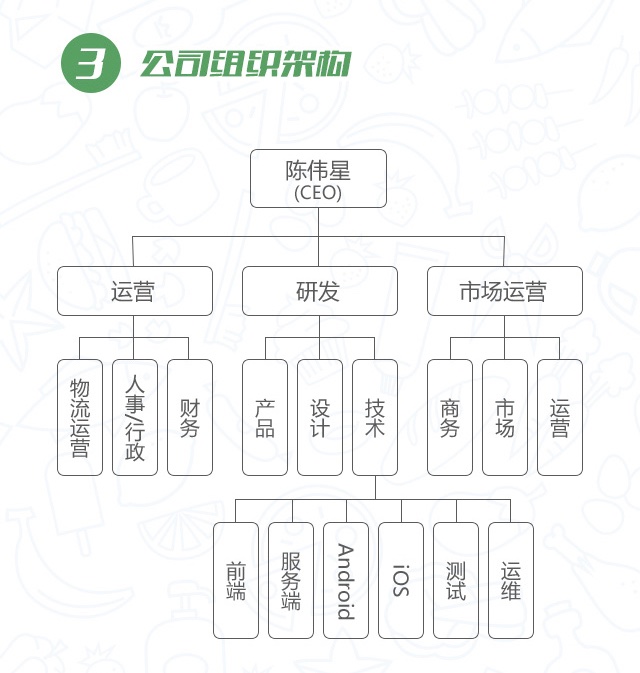 3 公司组织架构
陈伟星
(CEO)
运营
研发
市场运营
物流运营
人事/行政
财务
产品
设计
技术
商务
市场
运营
前端
服务端
Android
iOS
测试
运维